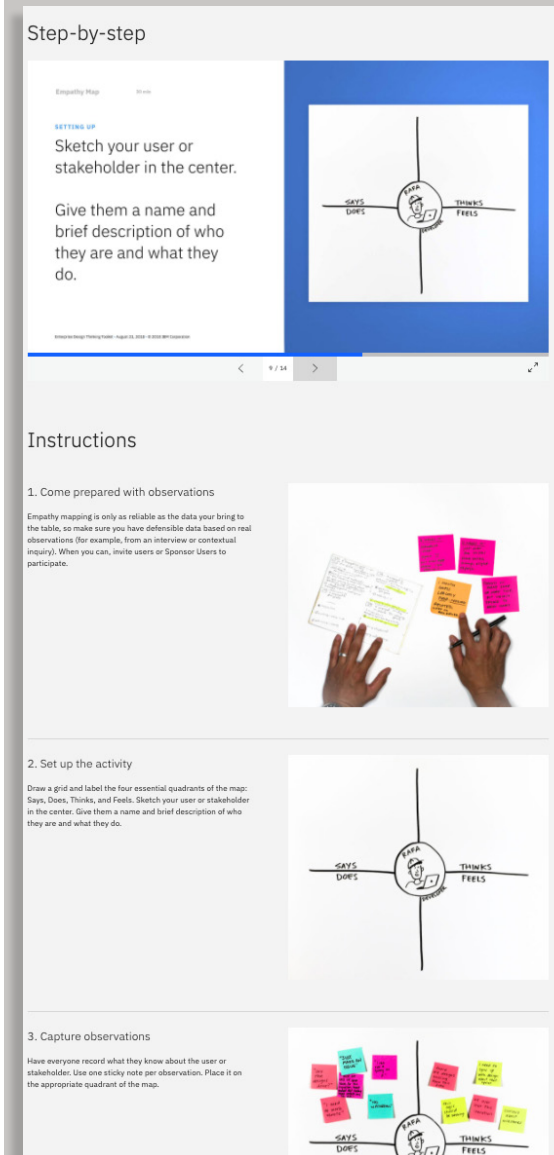 Step-by-step
Empathy Map
SETTING UP
Sketch your user or
stakeholder in the center.
Give them a name and
brief description of who
they are and what they
do.
RAFA
SAYS
THINKS
DOES
FEELS
DEVELOPER
Enterprise Design Thinking Toolkit
9 / 14
Instructions
1. Come prepared with observations
Empathy mapping is only as reliable as the data your bring to
the table, so make sure you have defensible data based on real
observations (for example, from an interview or contextual
inquiry). When you can, invite users or Sponsor Users to
participate.
2. Set up the activity
Draw a grid and label the four essential quadrants of the map:
Says, Does, Thinks, and Feels. Sketch your user or stakeholder
in the center. Give them a name and brief description of who
they are and what they do.
RAFA
SAYS
THINKS
DOES
FEELS
DEVELOPER
3. Capture observations
Have everyone record what they know about the user or
stakeholder. Use one sticky note per observation. Place it on
the appropriate quadrant of the map.
RAFA
SAYS
THINKS
DOES
FEELS